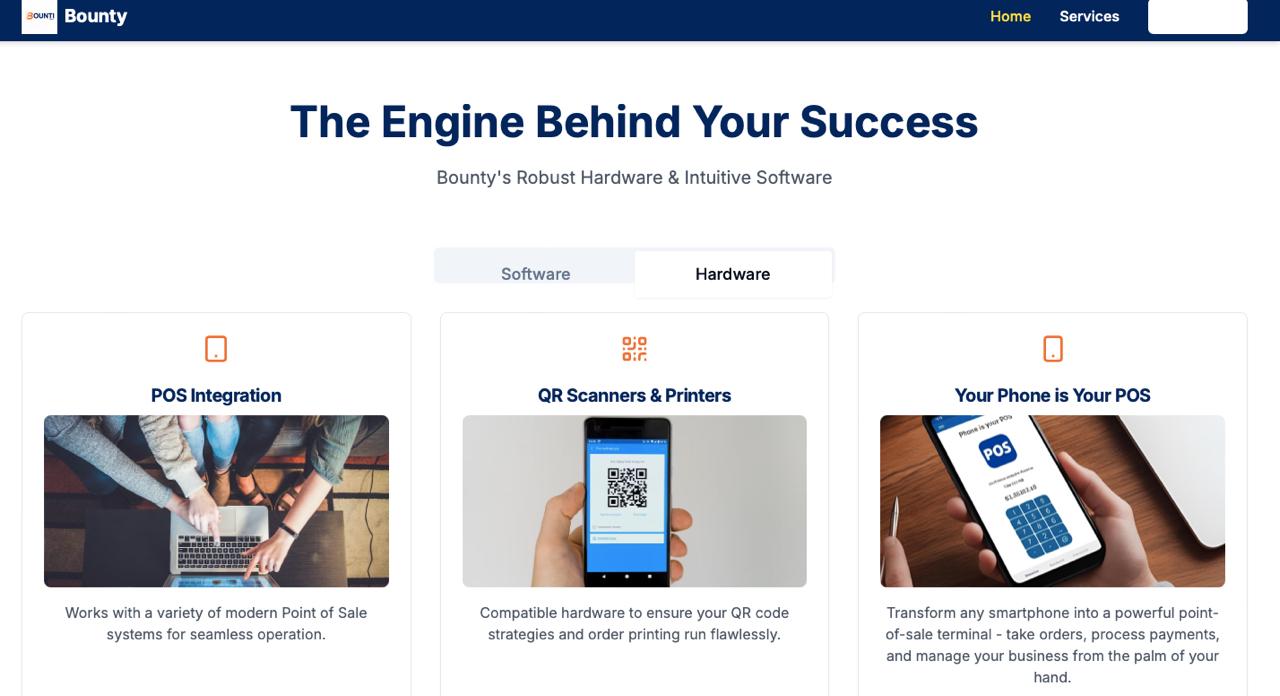 BOUNTI
Bounty
Home
Services
The Engine Behind Your Success
Bounty's Robust Hardware & Intuitive Software
Software
Hardware
POS Integration
QR Scanners & Printers
Your Phone is Your POS
Phone is your POS
POS
Works with a variety of modern Point of Sale
systems for seamless operation.
Compatible hardware to ensure your QR code
strategies and order printing run flawlessly.
Transform any smartphone into a powerful point-
of-sale terminal - take orders, process payments,
and manage your business from the palm of your
hand.